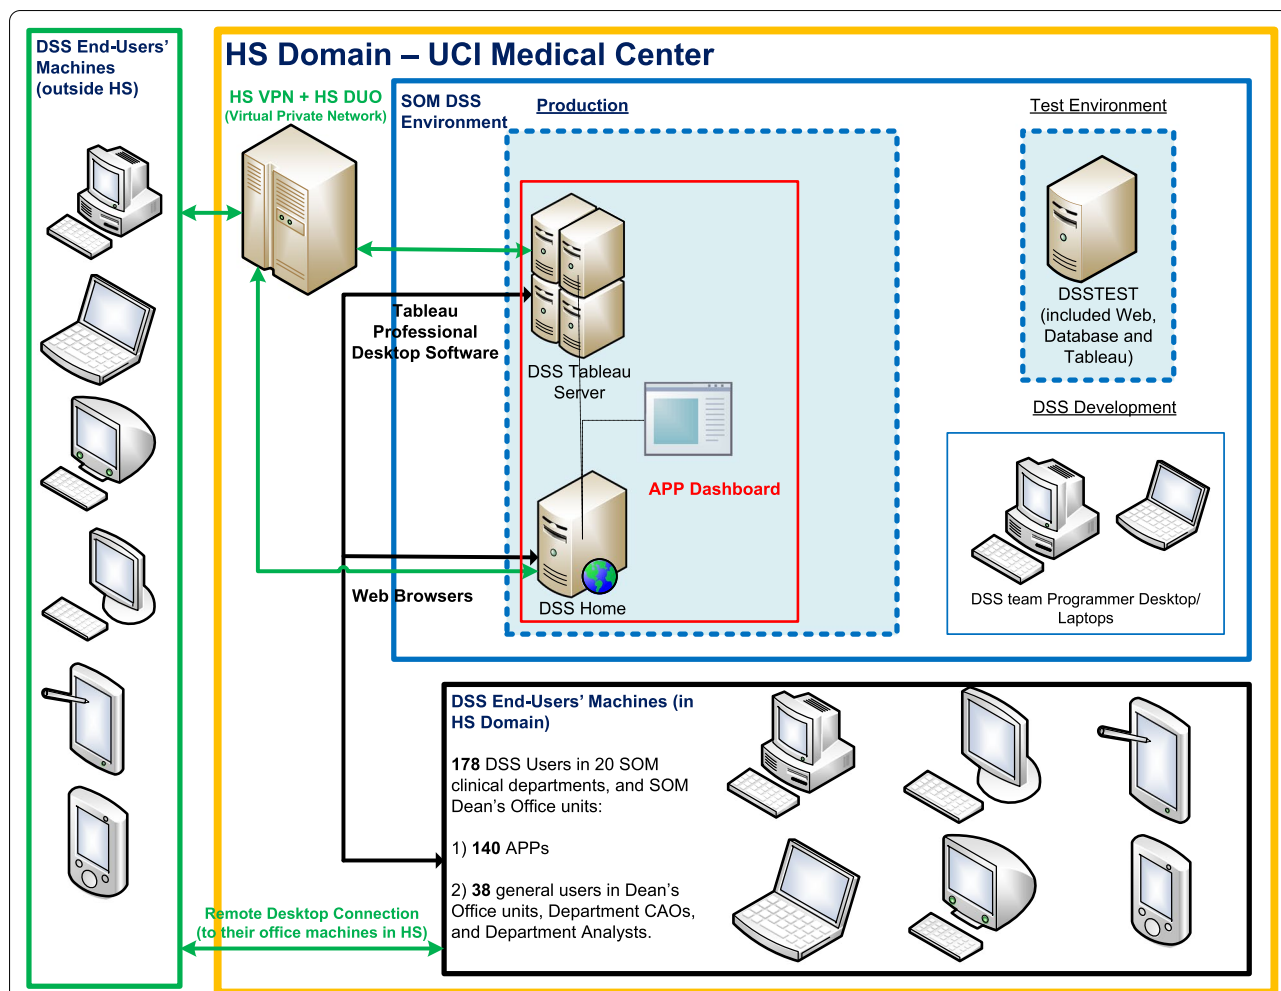 DSS End-Users’
Machines
(outside HS)
HS Domain – UCI Medical Center
HS VPN + HS DUO
(Virtual Private Network)
SOM DSS
Environment
Production
Test Environment
DSSTEST
(included Web,
Database and
Tableau)
Tableau
Professional
Desktop Software
DSS Tableau
Server
APP Dashboard
DSS Development
DSS team Programmer Desktop/
Laptops
Web Browsers
DSS Home
DSS End-Users’ Machines (in
HS Domain)
178 DSS Users in 20 SOM
clinical departments, and SOM
Dean’s Office units:
1) 140 APPs
2) 38 general users in Dean’s
Office units, Department CAOs,
and Department Analysts.
Remote Desktop Connection
(to their office machines in HS)